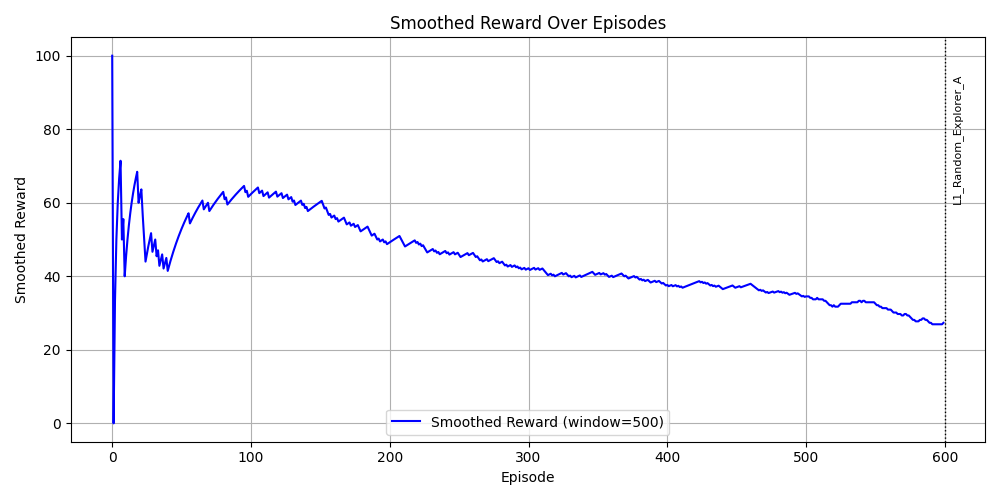 Smoothed Reward Over Episodes
Smoothed Reward
100
80
60
40
20
0
L1_Random_Explorer_A
Smoothed Reward (window=500)
0
100
200
300
400
500
600
Episode